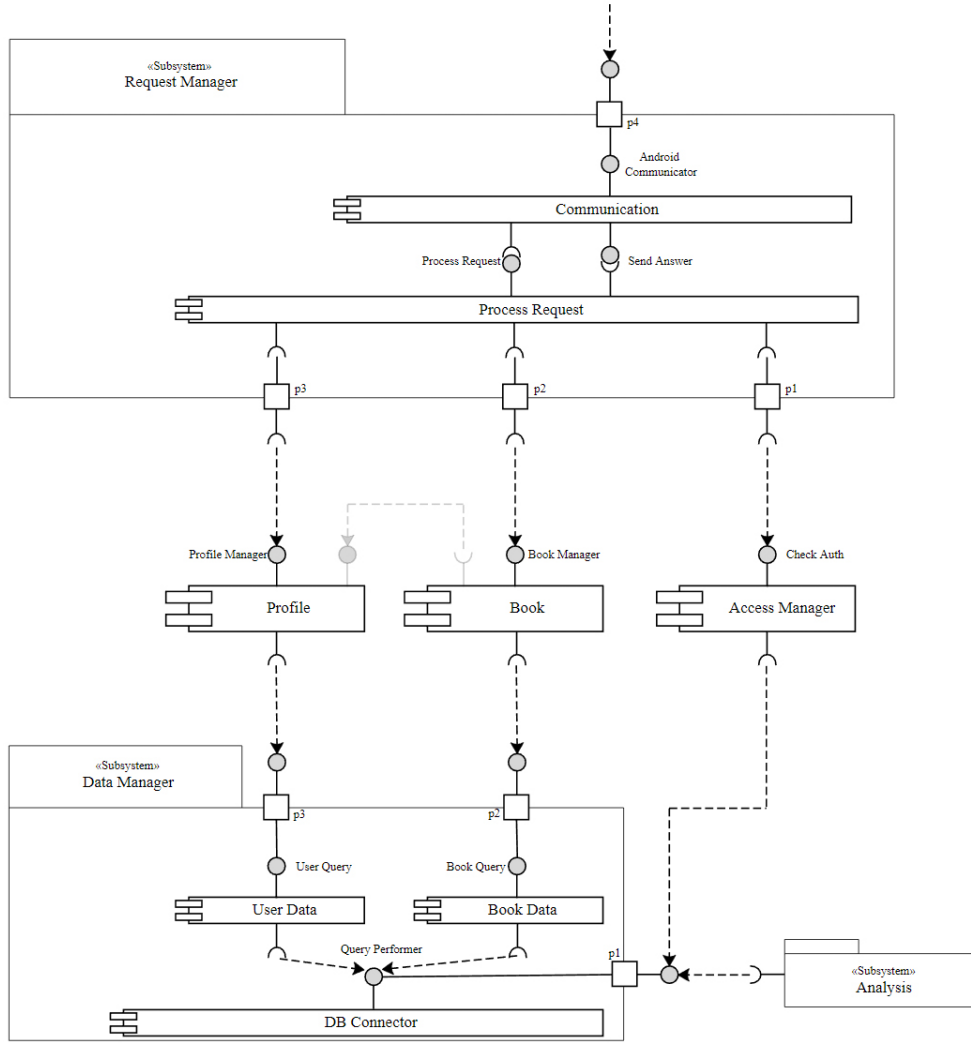 «Subsystem»
Request Manager
p4
Android
Communicator
Communication
Process Request
Send Answer
Process Request
p3
p2
p1
Profile Manager
Book Manager
Check Auth
Profile
Book
Access Manager
«Subsystem»
Data Manager
p3
p2
User Query
Book Query
User Data
Book Data
Query Performer
p1
«Subsystem»
Analysis
DB Connector